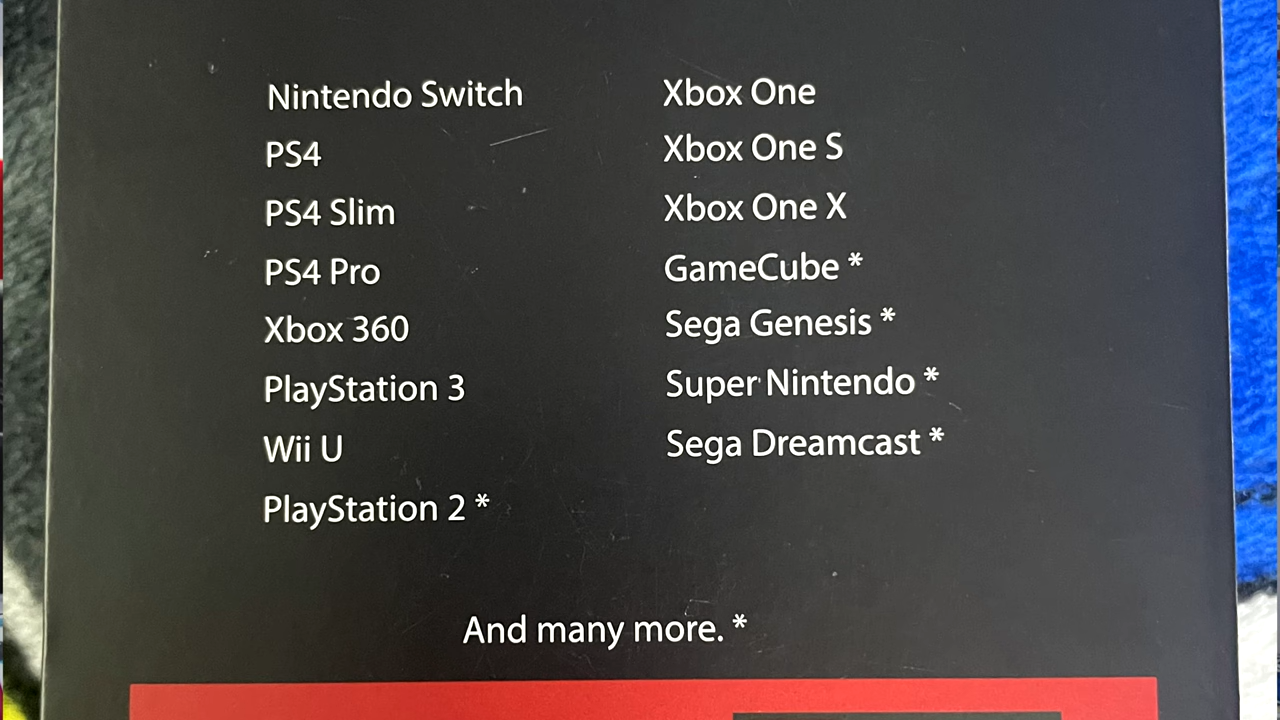 Nintendo Switch
PS4
PS4 Slim
PS4 Pro
Xbox 360
PlayStation 3
Wii U
PlayStation 2 *
Xbox One
Xbox One S
Xbox One X
GameCube *
Sega Genesis *
Super Nintendo *
Sega Dreamcast *
And many more. *